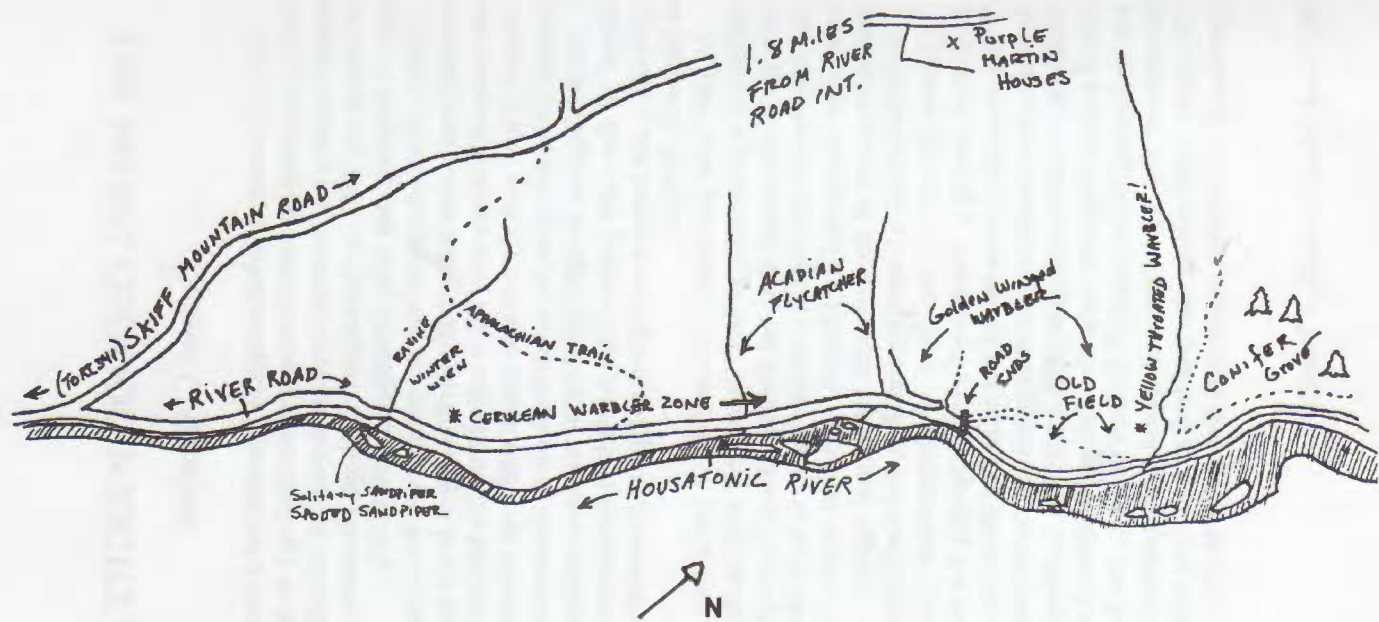 1.8 MILES
FROM RIVER
ROAD INT.
x PURPLE
MARTIN
HOUSES
(TO RT. 341) SKIFF MOUNTAIN ROAD
RIVER ROAD
RAVINE
WINTER
WREN
APPALACHIAN TRAIL
* CERULEAN WARBLER ZONE
ACADIAN
FLYCATCHER
Golden Winged
WARBLER
ROAD
ENDS
OLD
FIELD
* YELLOW THROATED WARBLER!
CONIFER
GROVE
Solitary SANDPIPER
SPOTTED SANDPIPER
HOUSATONIC RIVER
N